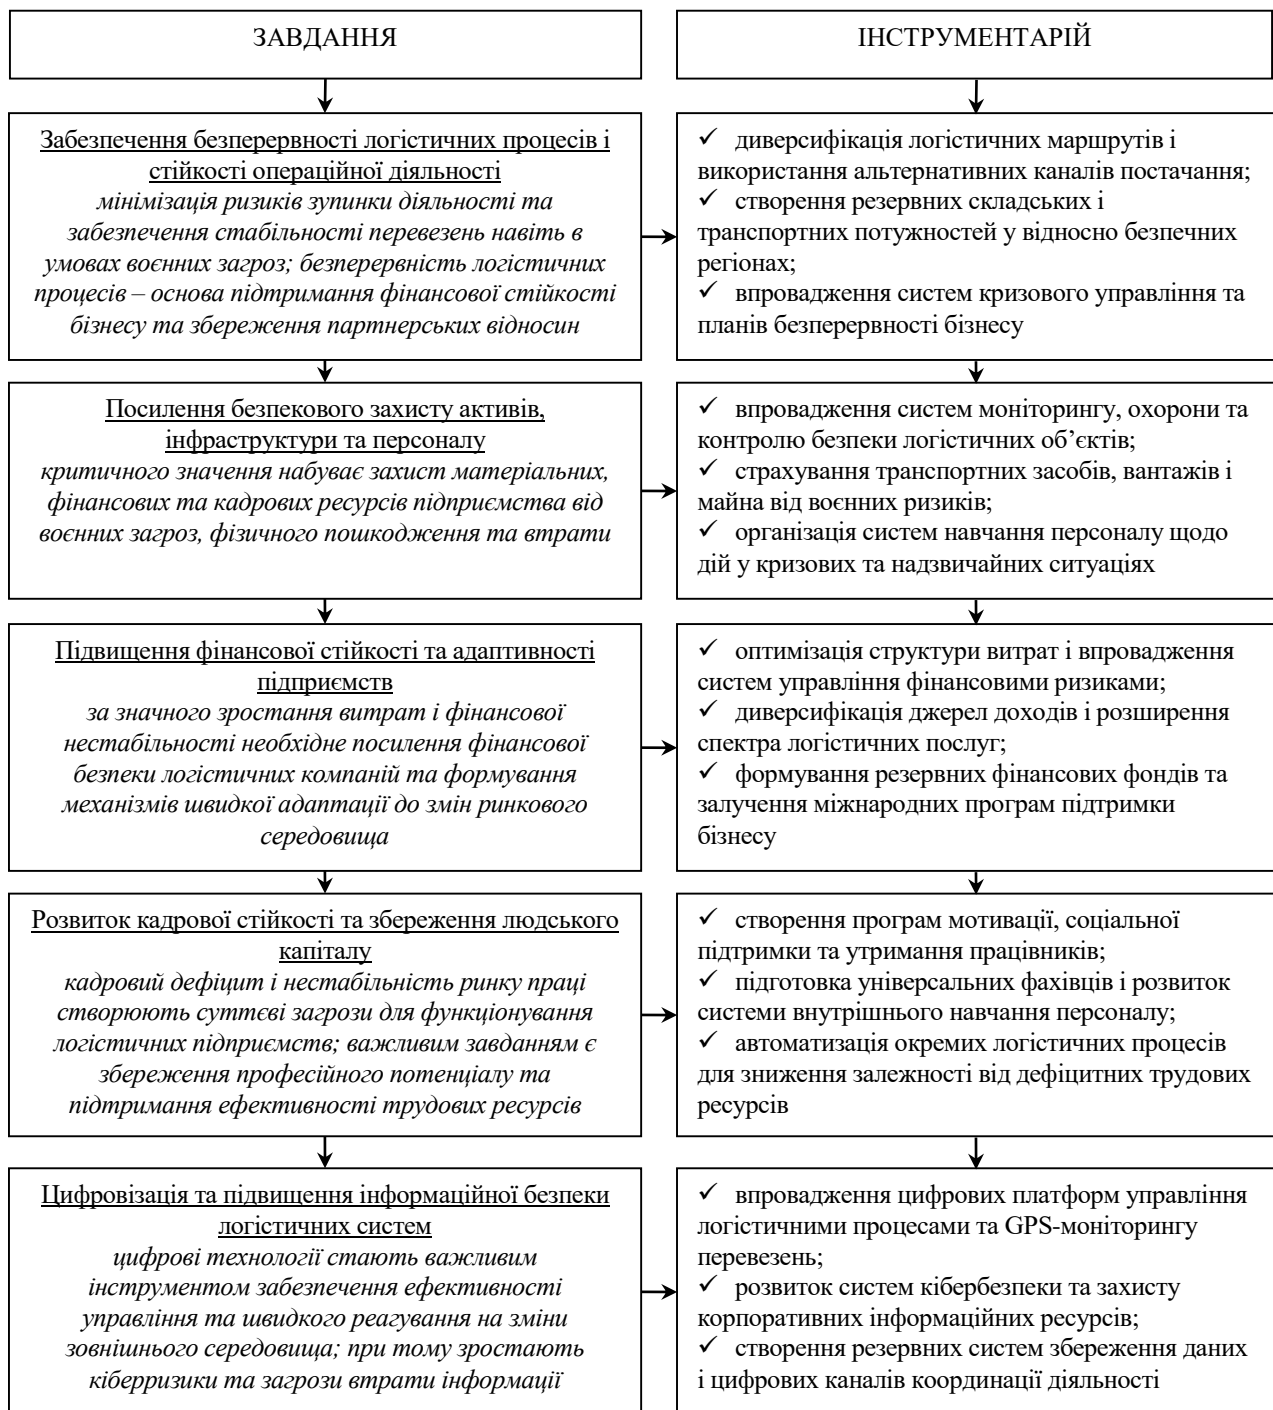 ЗАВДАННЯ
ІНСТРУМЕНТАРІЙ
Забезпечення безперервності логістичних процесів і
стійкості операційної діяльності
мінімізація ризиків зупинки діяльності та
забезпечення стабільності перевезень навіть в
умовах воєнних загроз; безперервність логістичних
процесів – основа підтримання фінансової стійкості
бізнесу та збереження партнерських відносин
✓ диверсифікація логістичних маршрутів і
використання альтернативних каналів постачання;
✓ створення резервних складських і
транспортних потужностей у відносно безпечних
регіонах;
✓ впровадження систем кризового управління та
планів безперервності бізнесу
Посилення безпекового захисту активів,
інфраструктури та персоналу
критичного значення набуває захист матеріальних,
фінансових та кадрових ресурсів підприємства від
воєнних загроз, фізичного пошкодження та втрати
✓ впровадження систем моніторингу, охорони та
контролю безпеки логістичних об’єктів;
✓ страхування транспортних засобів, вантажів і
майна від воєнних ризиків;
✓ організація систем навчання персоналу щодо
дій у кризових та надзвичайних ситуаціях
Підвищення фінансової стійкості та адаптивності
підприємств
за значного зростання витрат і фінансової
нестабільності необхідне посилення фінансової
безпеки логістичних компаній та формування
механізмів швидкої адаптації до змін ринкового
середовища
✓ оптимізація структури витрат і впровадження
систем управління фінансовими ризиками;
✓ диверсифікація джерел доходів і розширення
спектра логістичних послуг;
✓ формування резервних фінансових фондів та
залучення міжнародних програм підтримки
бізнесу
Розвиток кадрової стійкості та збереження людського
капіталу
кадровий дефіцит і нестабільність ринку праці
створюють суттєві загрози для функціонування
логістичних підприємств; важливим завданням є
збереження професійного потенціалу та
підтримання ефективності трудових ресурсів
✓ створення програм мотивації, соціальної
підтримки та утримання працівників;
✓ підготовка універсальних фахівців і розвиток
системи внутрішнього навчання персоналу;
✓ автоматизація окремих логістичних процесів
для зниження залежності від дефіцитних трудових
ресурсів
Цифровізація та підвищення інформаційної безпеки
логістичних систем
цифрові технології стають важливим
інструментом забезпечення ефективності
управління та швидкого реагування на зміни
зовнішнього середовища; при тому зростають
кіберризики та загрози втрати інформації
✓ впровадження цифрових платформ управління
логістичними процесами та GPS-моніторингу
перевезень;
✓ розвиток систем кібербезпеки та захисту
корпоративних інформаційних ресурсів;
✓ створення резервних систем збереження даних
і цифрових каналів координації діяльності